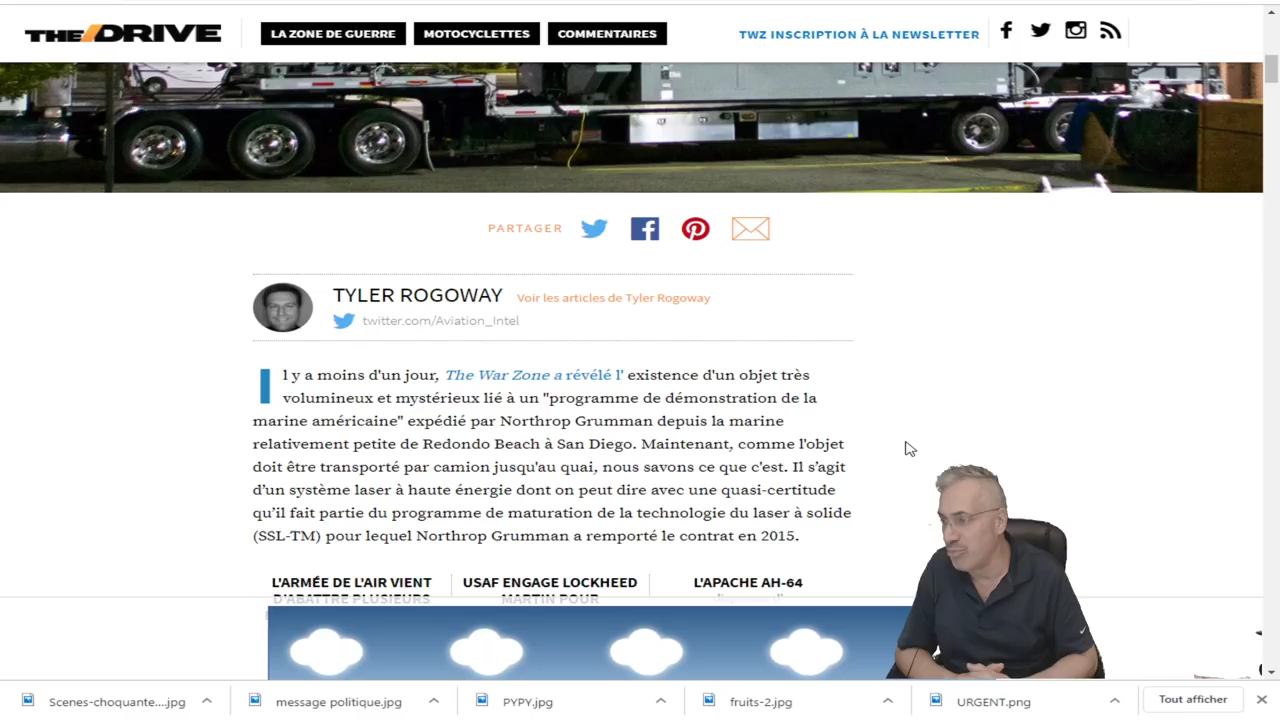 THE/DRIVE
LA ZONE DE GUERRE MOTOCYCLETTES COMMENTAIRES TWZ INSCRIPTION À LA NEWSLETTER
PARTAGER
TYLER ROGOWAY Voir les articles de Tyler Rogoway
twitter.com/Aviation_Intel
Il y a moins d'un jour, The War Zone a révélé l' existence d'un objet très
volumineux et mystérieux lié à un "programme de démonstration de la
marine américaine" expédié par Northrop Grumman depuis la marine
relativement petite de Redondo Beach à San Diego. Maintenant, comme l'objet
doit être transporté par camion jusqu'au quai, nous savons ce que c'est. Il s’agit
d’un système laser à haute énergie dont on peut dire avec une quasi-certitude
qu’il fait partie du programme de maturation de la technologie du laser à solide
(SSL-TM) pour lequel Northrop Grumman a remporté le contrat en 2015.
L'ARMÉE DE L'AIR VIENT USAF ENGAGE LOCKHEED L'APACHE AH-64
D'ABATTRE PLUSIEURS MARTIN POUR
Scenes-choquante....jpg message politique.jpg PYPY.jpg fruits-2.jpg URGENT.png Tout afficher